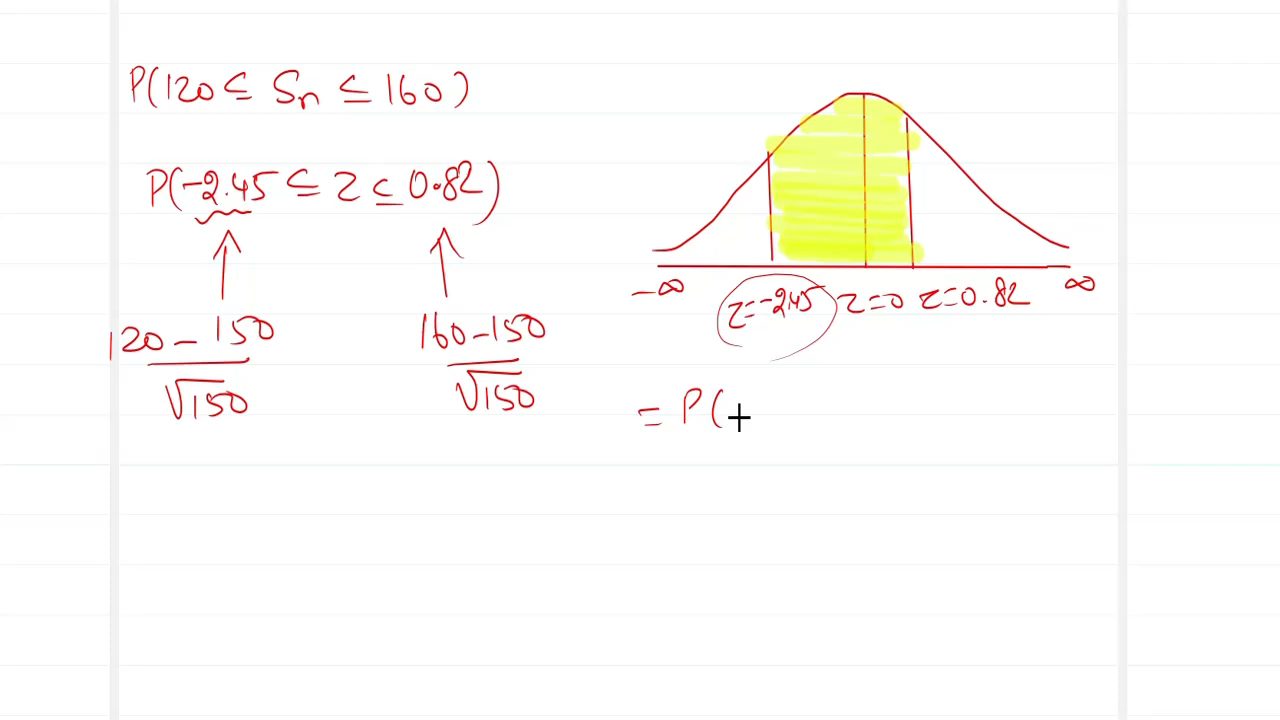 P(120 ≤ Sn ≤ 160)
P(-2.45 ≤ z ≤ 0.82)
120 - 150
√150
160 - 150
√150
-∞ z=-2.45 z=0 z=0.82 ∞
= P(